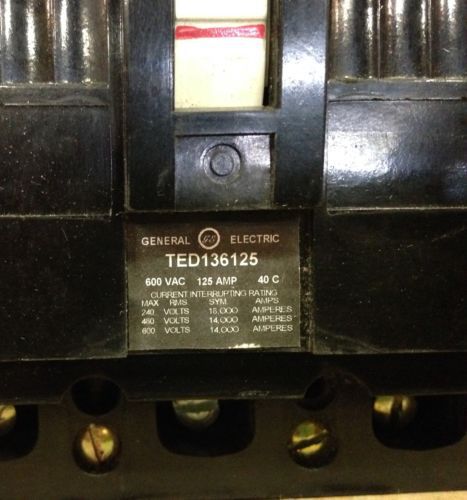 GENERAL GE ELECTRIC
TED136125
600 VAC 125 AMP 40 C
CURRENT INTERRUPTING RATING
MAX RMS SYM. AMPS
240 VOLTS 18,000 AMPERES
480 VOLTS 14,000 AMPERES
600 VOLTS 14,000 AMPERES